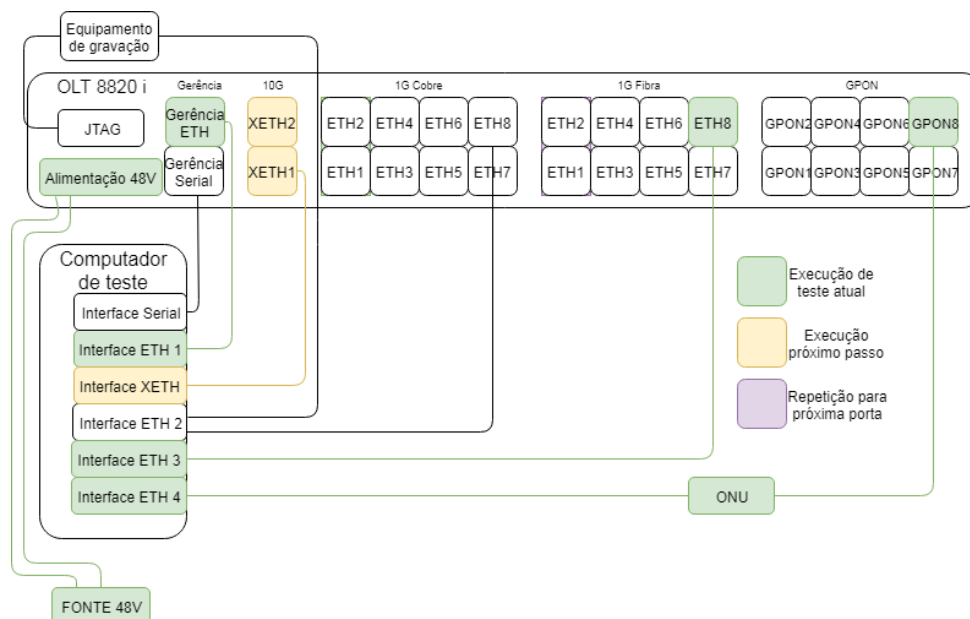 Equipamento
de gravação
OLT 8820 i
Gerência
10G
1G Cobre
1G Fibra
GPON
JTAG
Gerência
ETH
XETH2
ETH2
ETH4
ETH6
ETH8
ETH2
ETH4
ETH6
ETH8
GPON2
GPON4
GPON6
GPON8
Alimentação 48V
Gerência
Serial
XETH1
ETH1
ETH3
ETH5
ETH7
ETH1
ETH3
ETH5
ETH7
GPON1
GPON3
GPON5
GPON7
Computador
de teste
Interface Serial
Interface ETH 1
Interface XETH
Interface ETH 2
Interface ETH 3
Interface ETH 4
Execução de
teste atual
Execução
próximo passo
Repetição para
próxima porta
ONU
FONTE 48V